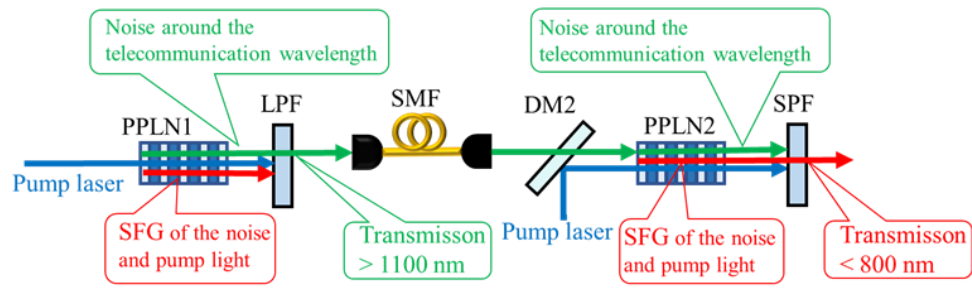 Noise around the
telecommunication wavelength
Noise around the
telecommunication wavelength
LPF
SMF
DM2
SPF
PPLN1
PPLN2
Pump laser
Pump laser
SFG of the noise
and pump light
Transmisson
> 1100 nm
SFG of the noise
and pump light
Transmisson
< 800 nm